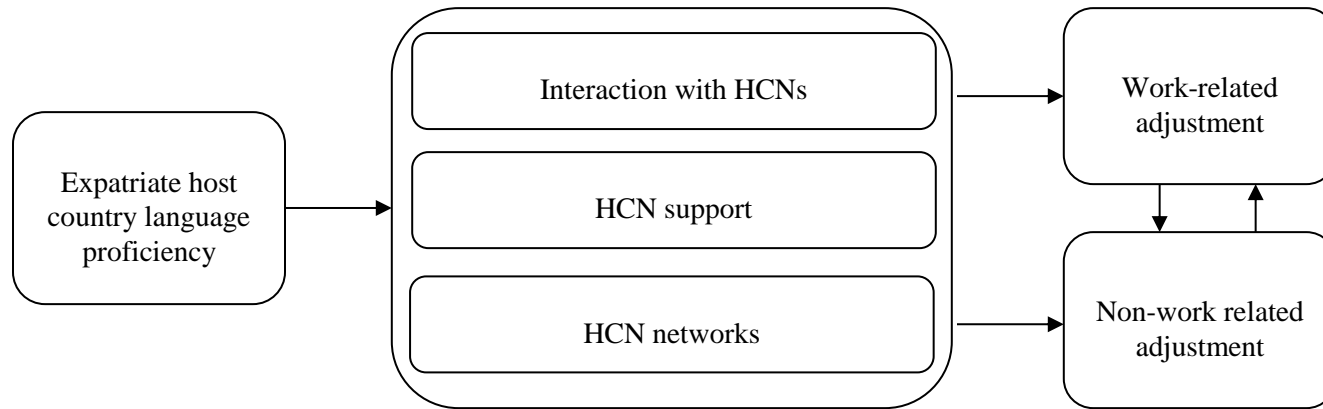 Expatriate host
country language
proficiency
Interaction with HCNs
HCN support
HCN networks
Work-related
adjustment
Non-work related
adjustment